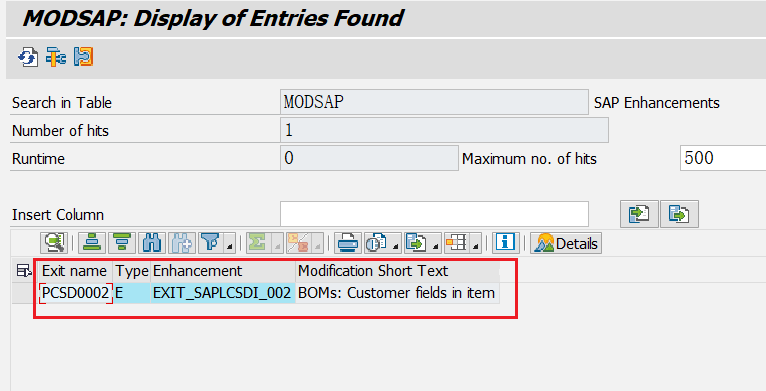 MODSAP: Display of Entries Found
Search in Table MODSAP SAP Enhancements
Number of hits 1
Runtime 0 Maximum no. of hits 500
Insert Column
Details
Exit name Type Enhancement Modification Short Text
PCSD0002 E EXIT_SAPLCSDI_002 BOMs: Customer fields in item